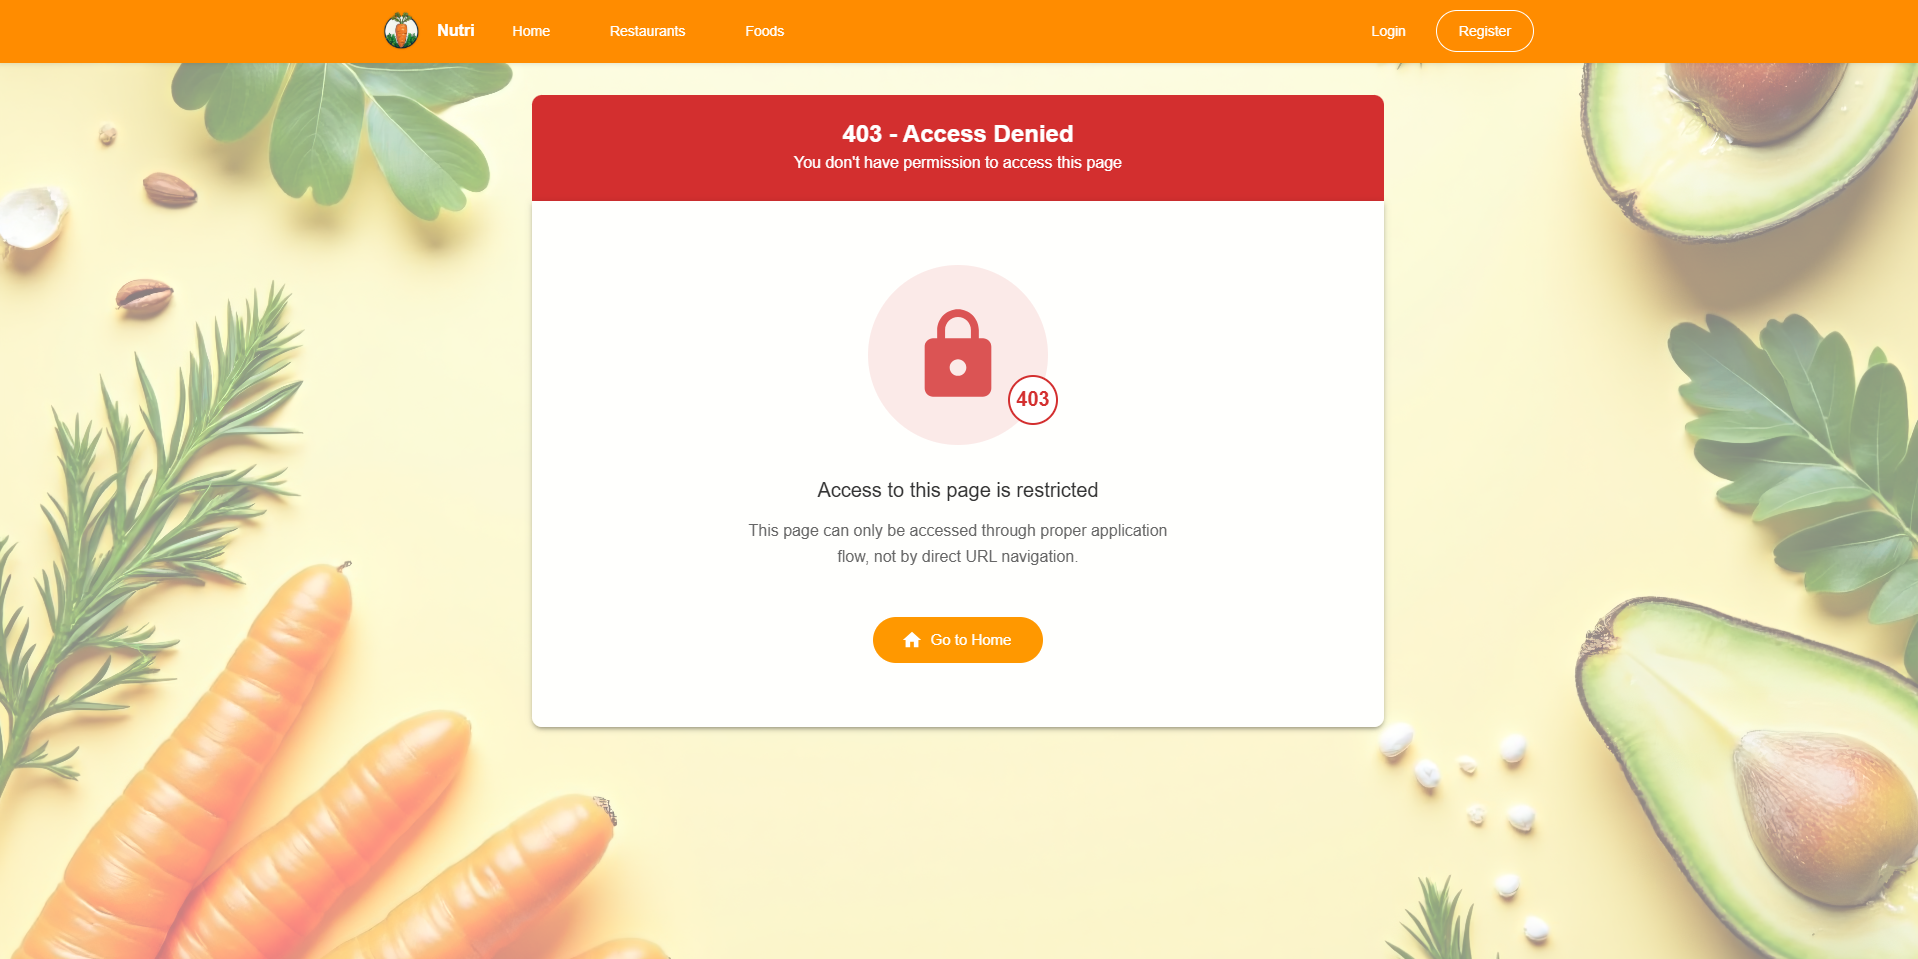 Nutri
Home
Restaurants
Foods
Login
Register
403 - Access Denied
You don't have permission to access this page
403
Access to this page is restricted
This page can only be accessed through proper application
flow, not by direct URL navigation.
Go to Home